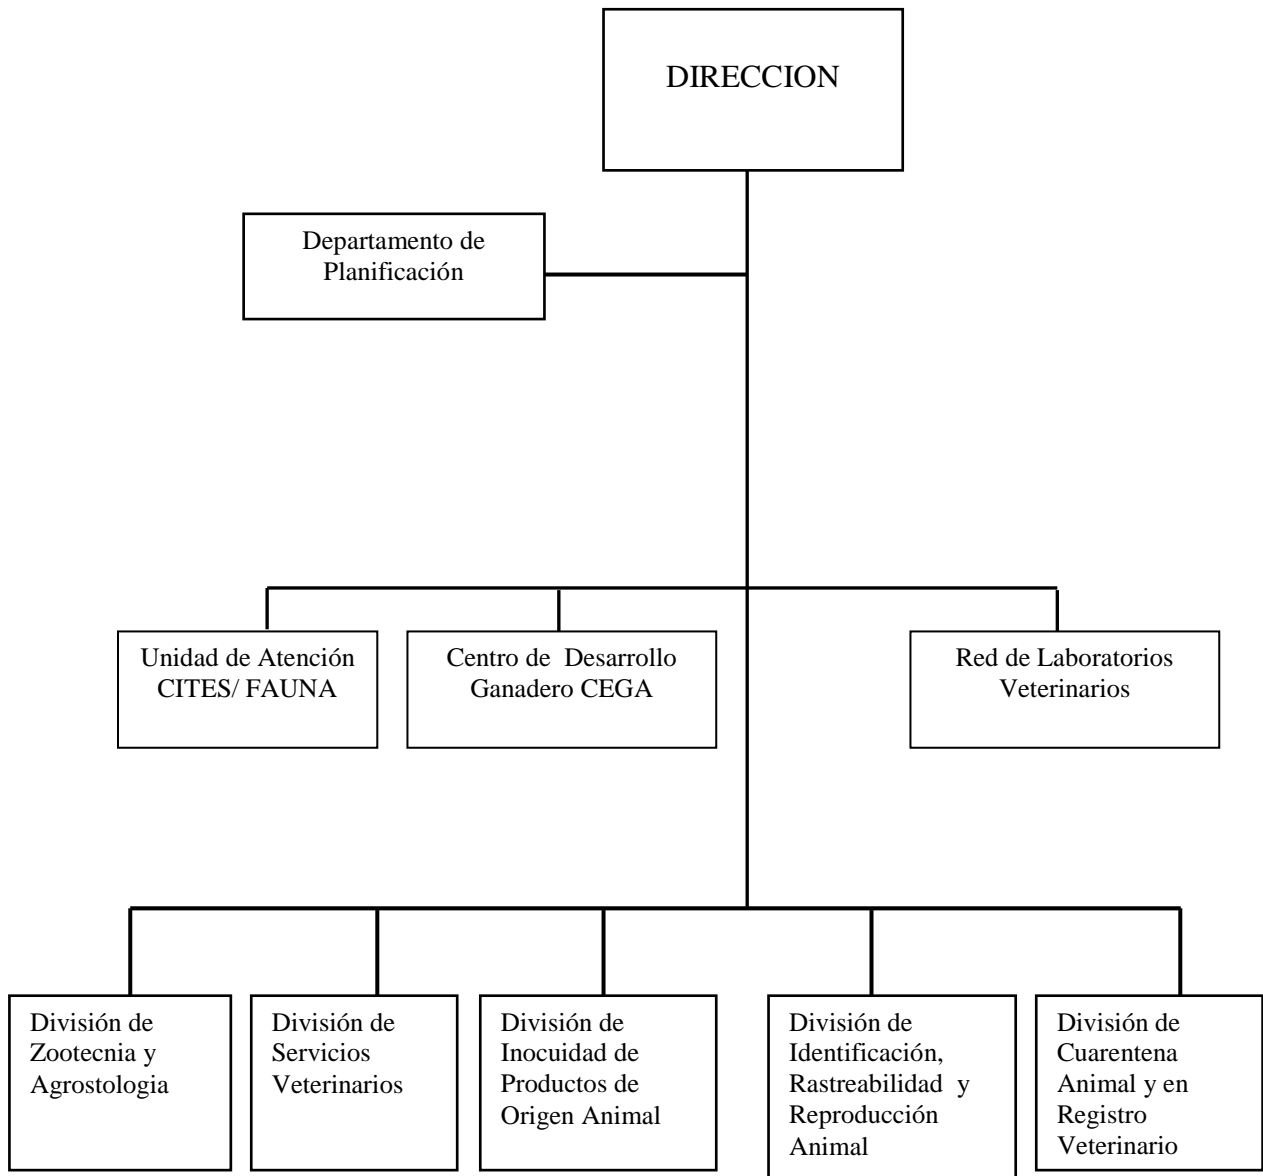 DIRECCION
Departamento de
Planificación
Unidad de Atención
CITES/ FAUNA
Centro de Desarrollo
Ganadero CEGA
Red de Laboratorios
Veterinarios
División de
Zootecnia y
Agrostologia
División de
Servicios
Veterinarios
División de
Inocuidad de
Productos de
Origen Animal
División de
Identificación,
Rastreabilidad y
Reproducción
Animal
División de
Cuarentena
Animal y en
Registro
Veterinario